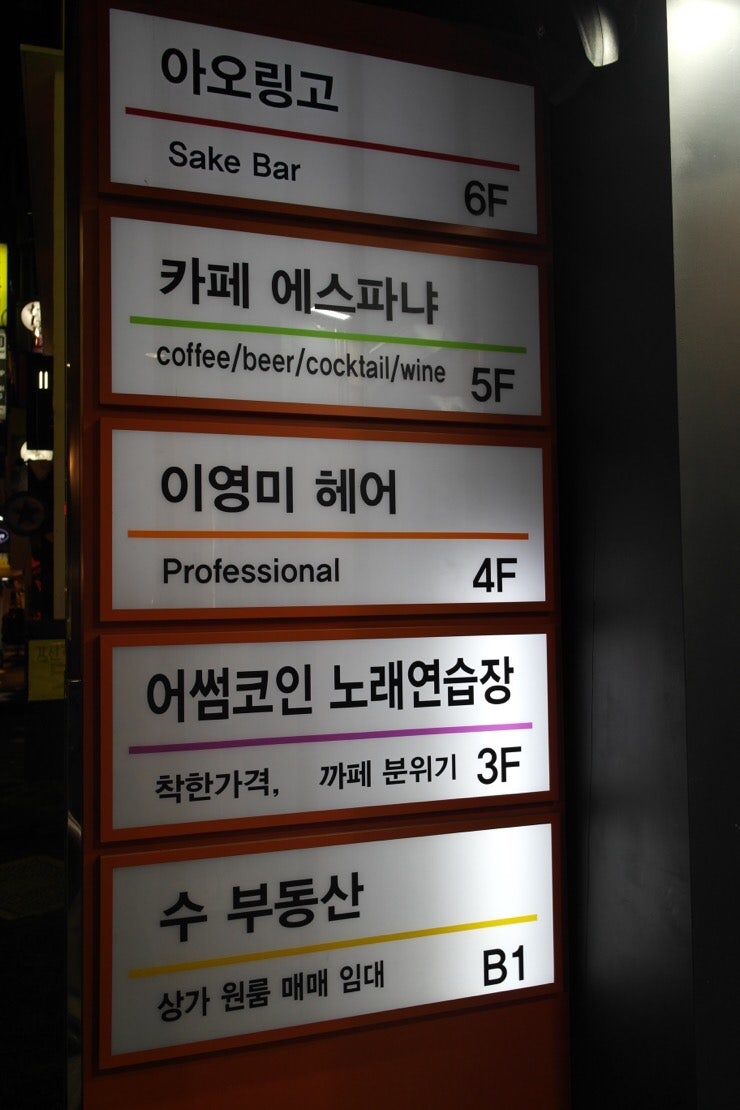 아오링고
Sake Bar
6F
카페 에스파냐
coffee/beer/cocktail/wine 5F
이영미 헤어
Professional 4F
어썸코인 노래연습장
착한가격, 까페 분위기 3F
수 부동산
상가 원룸 매매 임대 B1